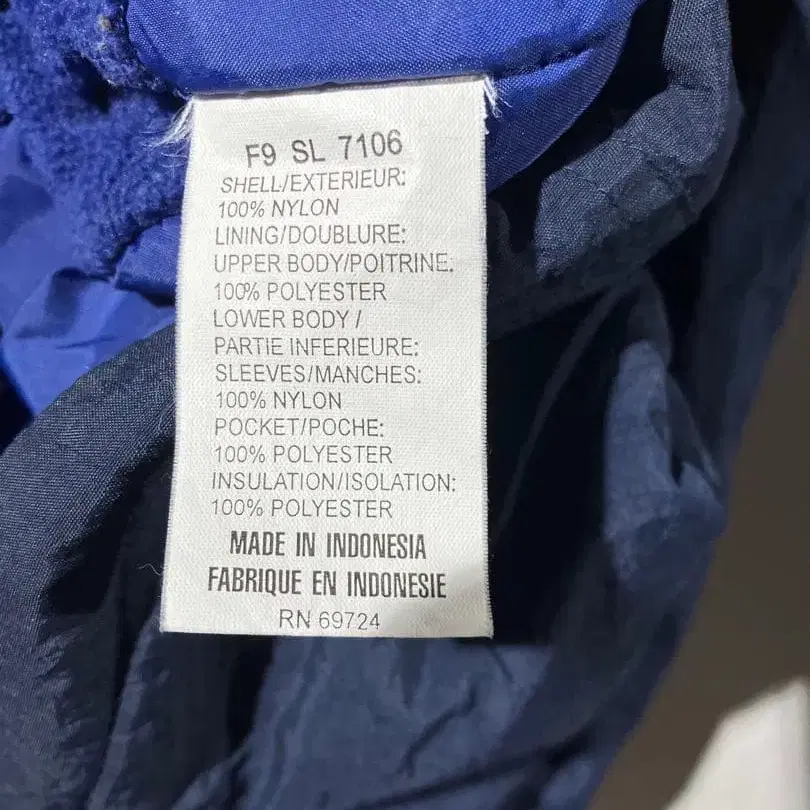 F9 SL 7106
SHELL/EXTERIEUR:
100% NYLON
LINING/DOUBLURE:
UPPER BODY/POITRINE:
100% POLYESTER
LOWER BODY /
PARTIE INFERIEURE:
SLEEVES/MANCHES:
100% NYLON
POCKET/POCHE:
100% POLYESTER
INSULATION/ISOLATION:
100% POLYESTER
MADE IN INDONESIA
FABRIQUE EN INDONESIE
RN 69724